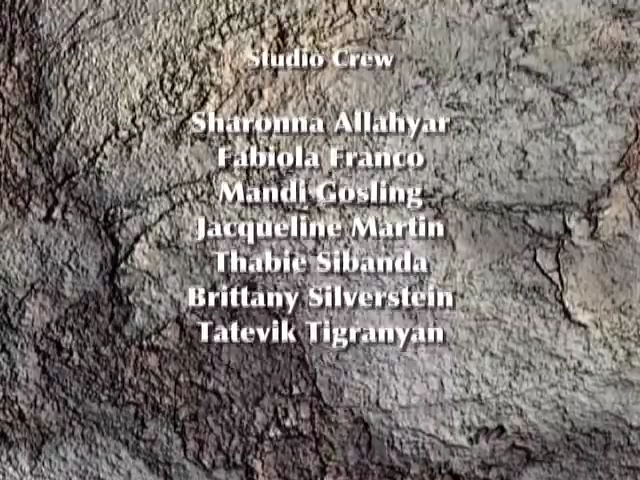 Studio Crew
Sharonna Allahyar
Fabiola Franco
Mandi Gosling
Jacqueline Martin
Thabie Sibanda
Brittany Silverstein
Tatevik Tigranyan